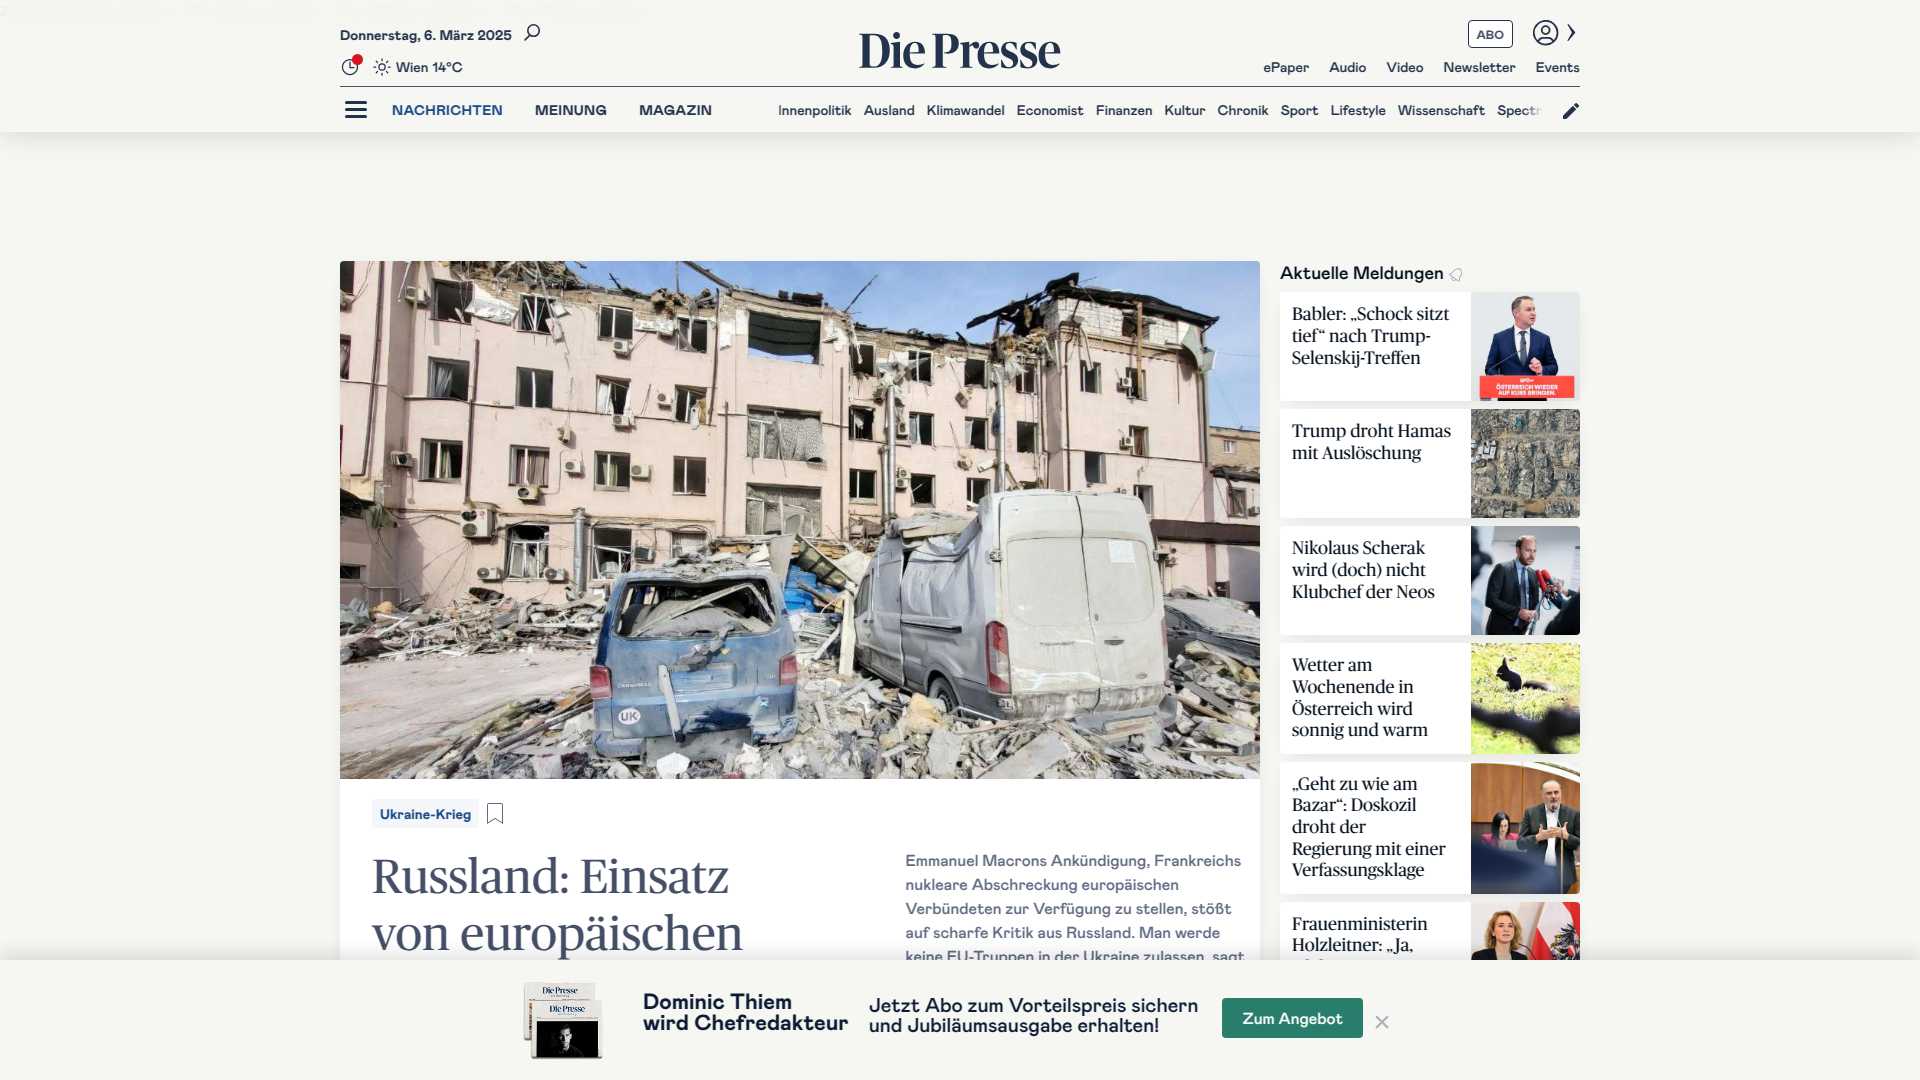 Donnerstag, 6. März 2025
Wien 14°C
Die Presse
ABO
ePaper Audio Video Newsletter Events
NACHRICHTEN MEINUNG MAGAZIN
Innenpolitik Ausland Klimawandel Economist Finanzen Kultur Chronik Sport Lifestyle Wissenschaft
UK
Ukraine-Krieg
Russland: Einsatz
von europäischen
Emmanuel Macrons Ankündigung, Frankreichs
nukleare Abschreckung europäischen
Verbündeten zur Verfügung zu stellen, stößt
auf scharfe Kritik aus Russland. Man werde
keine EU-Truppen in der Ukraine zulassen, sagt
Aktuelle Meldungen
Babler: „Schock sitzt
tief“ nach Trump-
Selenskij-Treffen
ÖSTERREICH WIEDER
AUF KURS BRINGEN.
Trump droht Hamas
mit Auslöschung
Nikolaus Scherak
wird (doch) nicht
Klubchef der Neos
Wetter am
Wochenende in
Österreich wird
sonnig und warm
„Geht zu wie am
Bazar“: Doskozil
droht der
Regierung mit einer
Verfassungsklage
Frauenministerin
Holzleitner: „Ja,
Die Presse
Die Presse
Dominic Thiem
wird Chefredakteur
Jetzt Abo zum Vorteilspreis sichern
und Jubiläumsausgabe erhalten!
Zum Angebot